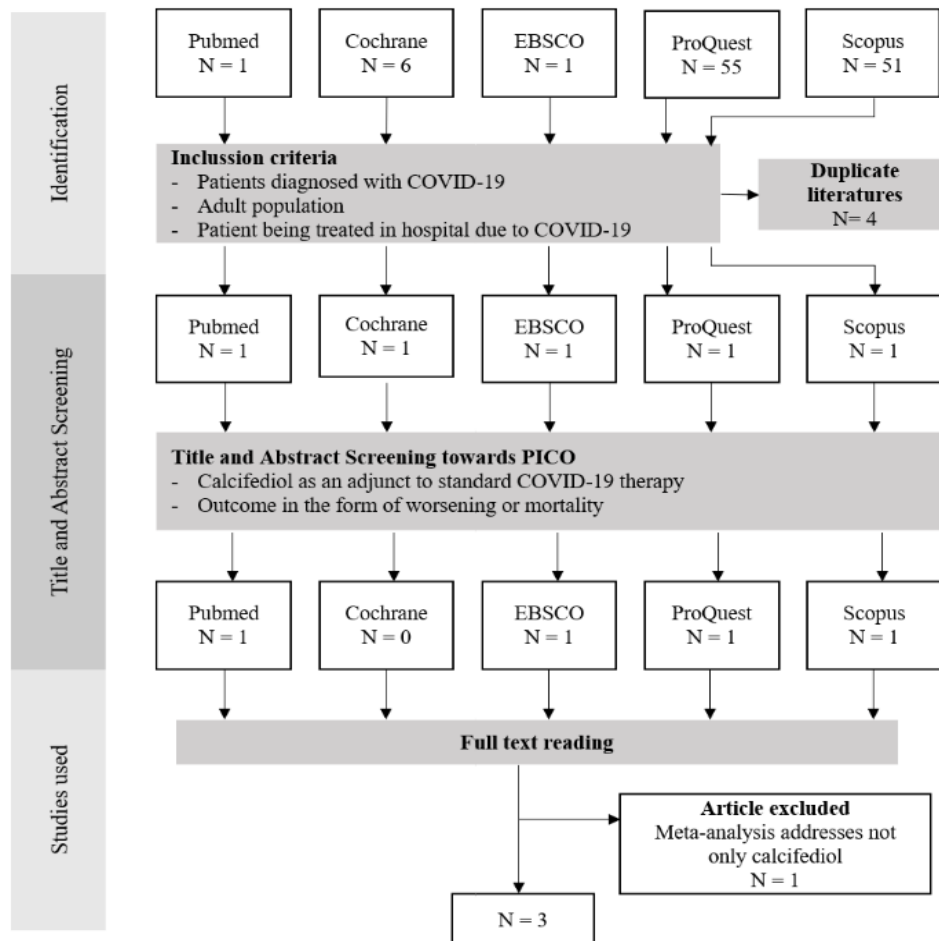 Identification
Pubmed
N = 1
Cochrane
N = 6
EBSCO
N = 1
ProQuest
N = 55
Scopus
N = 51
Inclussion criteria
- Patients diagnosed with COVID-19
- Adult population
- Patient being treated in hospital due to COVID-19
Duplicate
literatures
N= 4
Title and Abstract Screening
Pubmed
N = 1
Cochrane
N = 1
EBSCO
N = 1
ProQuest
N = 1
Scopus
N = 1
Title and Abstract Screening towards PICO
- Calcifediol as an adjunct to standard COVID-19 therapy
- Outcome in the form of worsening or mortality
Pubmed
N = 1
Cochrane
N = 0
EBSCO
N = 1
ProQuest
N = 1
Scopus
N = 1
Studies used
Full text reading
Article excluded
Meta-analysis addresses not
only calcifediol
N = 1
N = 3